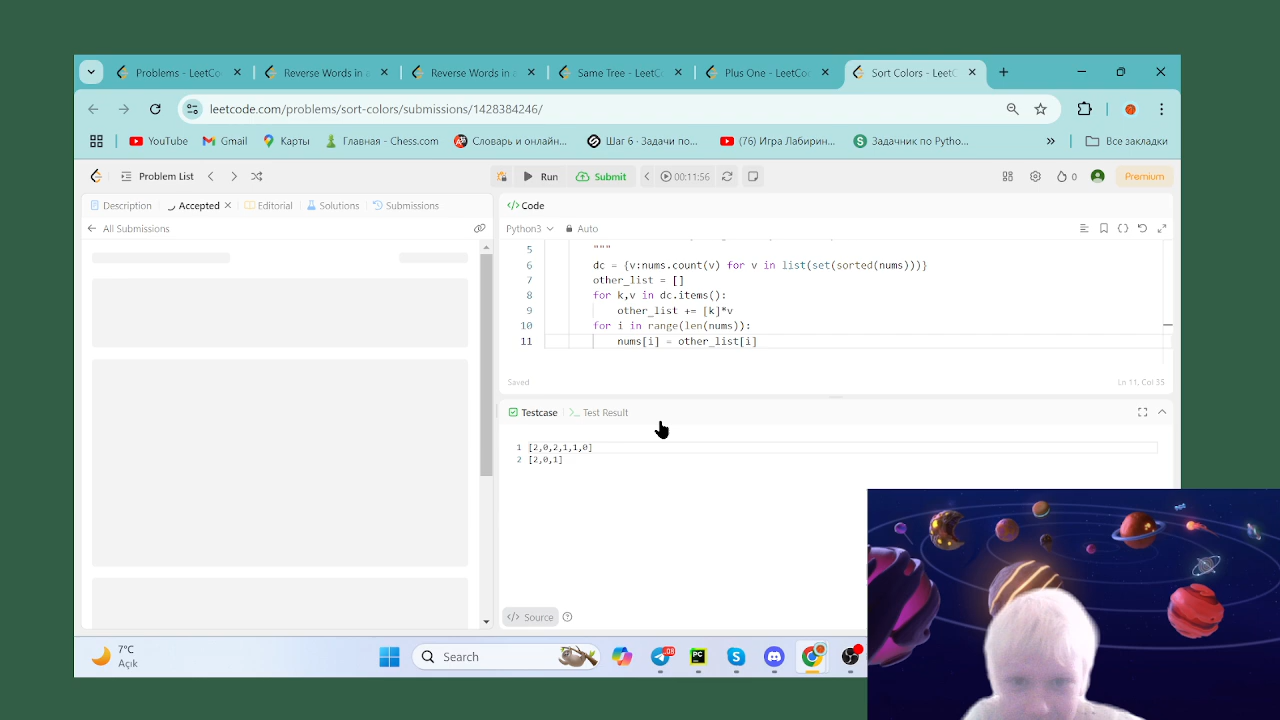 Problems - LeetCo
Reverse Words in a
Reverse Words in a
Same Tree - LeetC
Plus One - LeetCo
Sort Colors - LeetC
leetcode.com/problems/sort-colors/submissions/1428384246/
YouTube
Gmail
Карты
Главная - Chess.com
Словарь и онлайн...
Шаг 6 · Задачи по...
(76) Игра Лабирин...
Задачник по Pytho...
»
Все закладки
Problem List
Run
Submit
00:11:56
0
Premium
Description
Accepted
Editorial
Solutions
Submissions
All Submissions
</> Code
Python3
Auto
5 """
6 dc = {v:nums.count(v) for v in list(set(sorted(nums)))}
7 other_list = []
8 for k,v in dc.items():
9 other_list += [k]*v
10 for i in range(len(nums)):
11 nums[i] = other_list[i]
Saved
Ln 11, Col 35
Testcase
Test Result
1 [2,0,2,1,1,0]
2 [2,0,1]
</> Source
7°C
Açık
Search